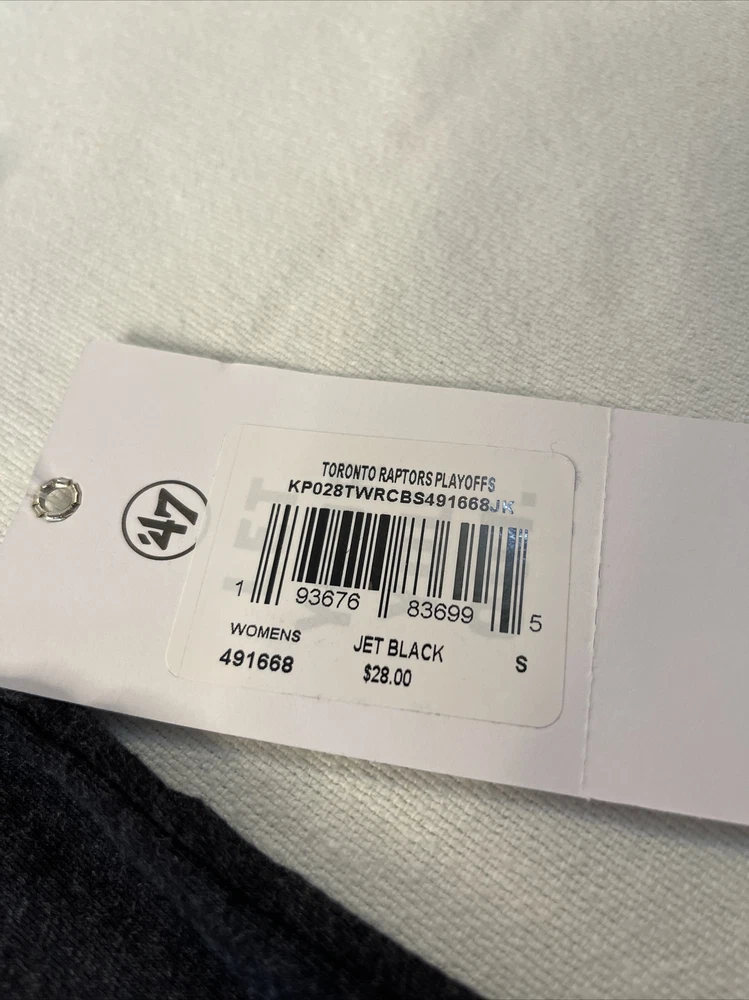 '47
TORONTO RAPTORS PLAYOFFS
KP028TWRCBS491668JK
1 93676 83699 5
WOMENS JET BLACK S
491668 $28.00